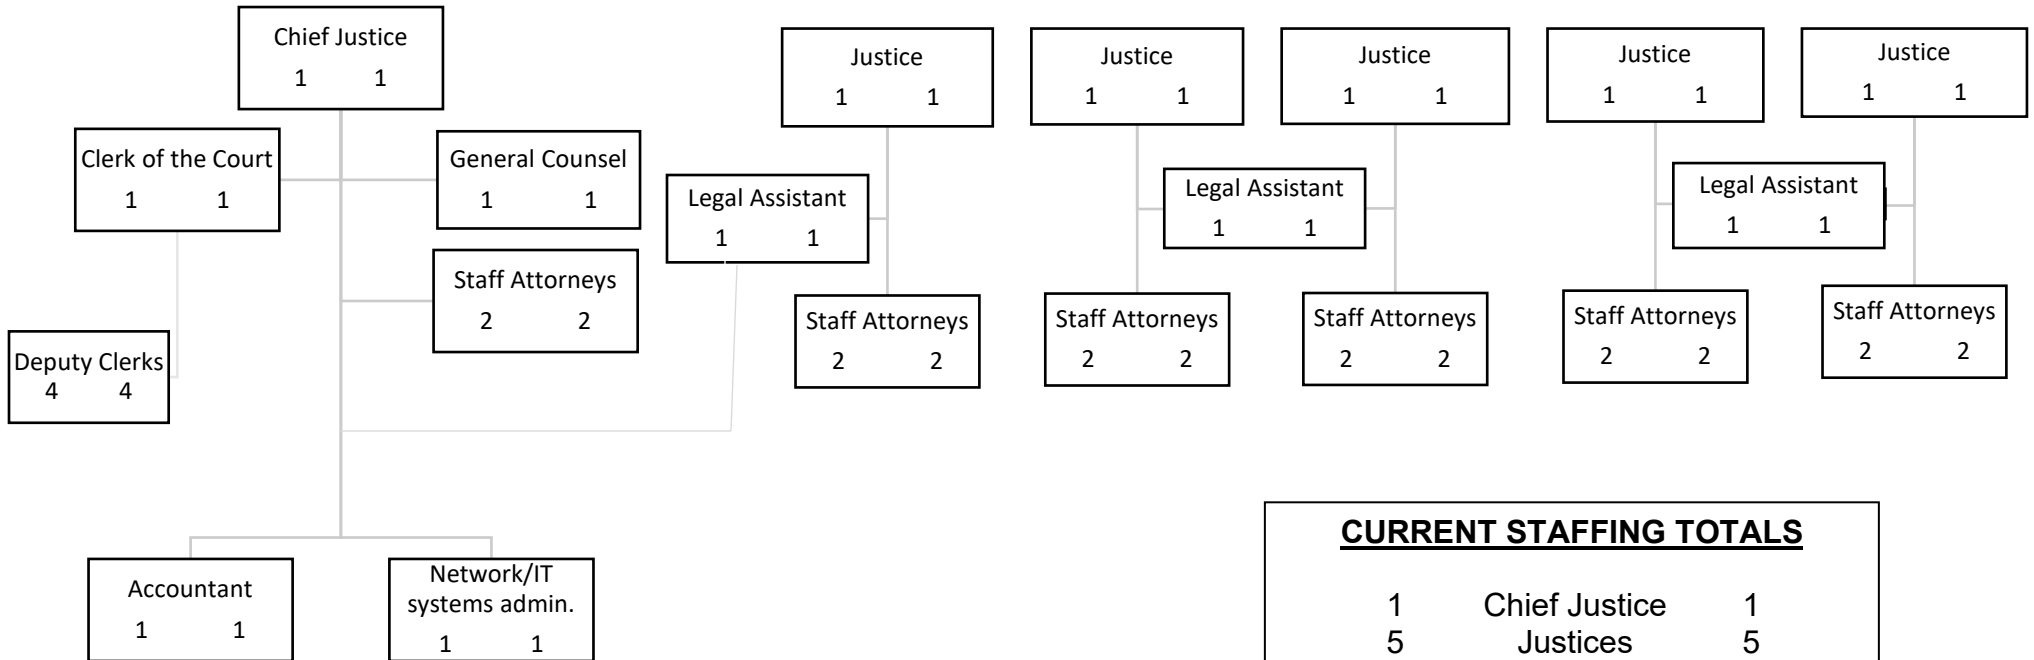 Chief Justice
1 1
Justice
1 1
Justice
1 1
Justice
1 1
Justice
1 1
Justice
1 1
Clerk of the Court
1 1
General Counsel
1 1
Legal Assistant
1 1
Legal Assistant
1 1
Legal Assistant
1 1
Staff Attorneys
2 2
Deputy Clerks
4 4
Staff Attorneys
2 2
Staff Attorneys
2 2
Staff Attorneys
2 2
Staff Attorneys
2 2
Staff Attorneys
2 2
Accountant
1 1
Network/IT
systems admin.
1 1
CURRENT STAFFING TOTALS
1 Chief Justice 1
5 Justices 5